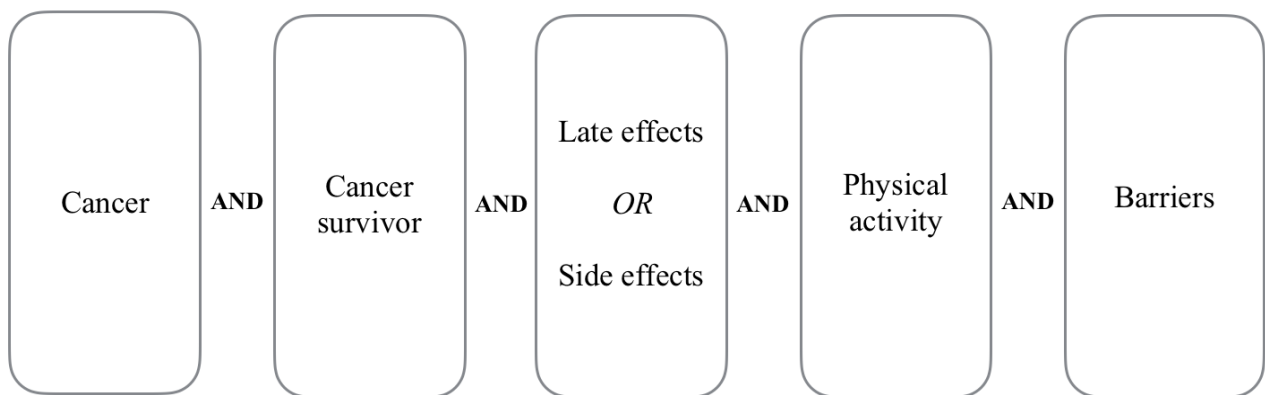 Cancer
AND
Cancer
survivor
AND
Late effects
OR
Side effects
AND
Physical
activity
AND
Barriers